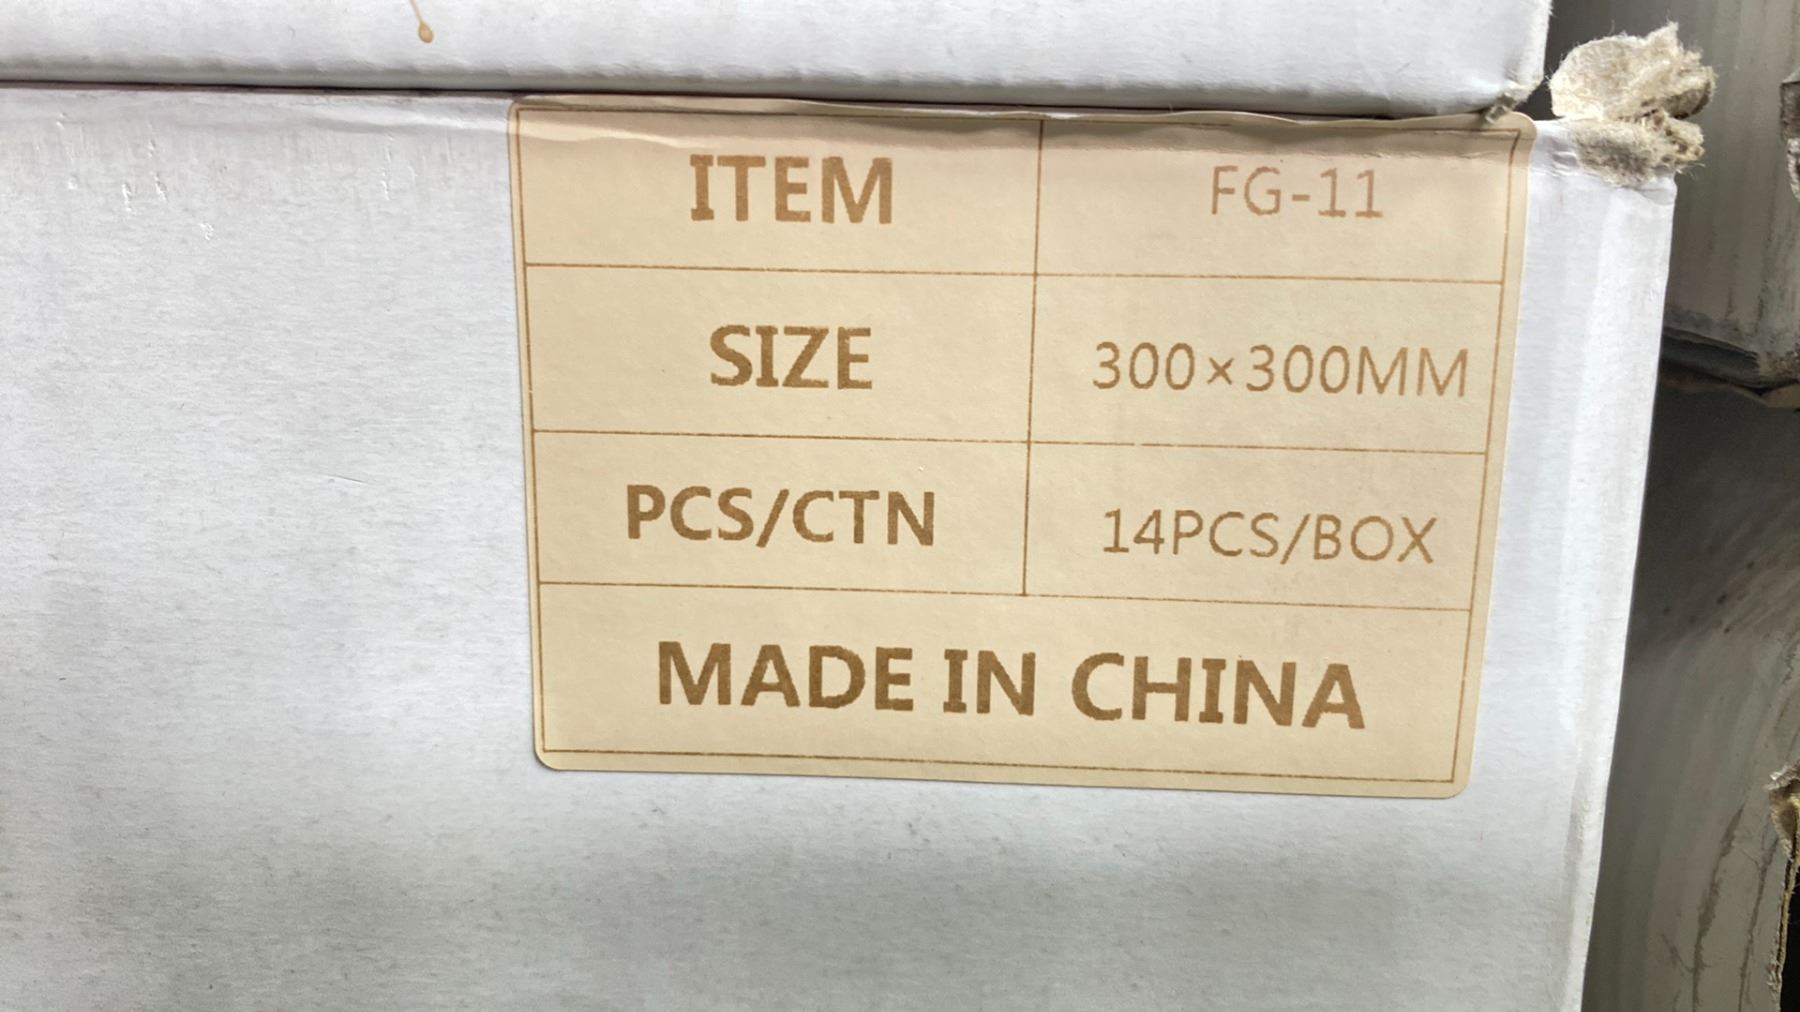 ITEM FG-11
SIZE 300×300MM
PCS/CTN 14PCS/BOX
MADE IN CHINA